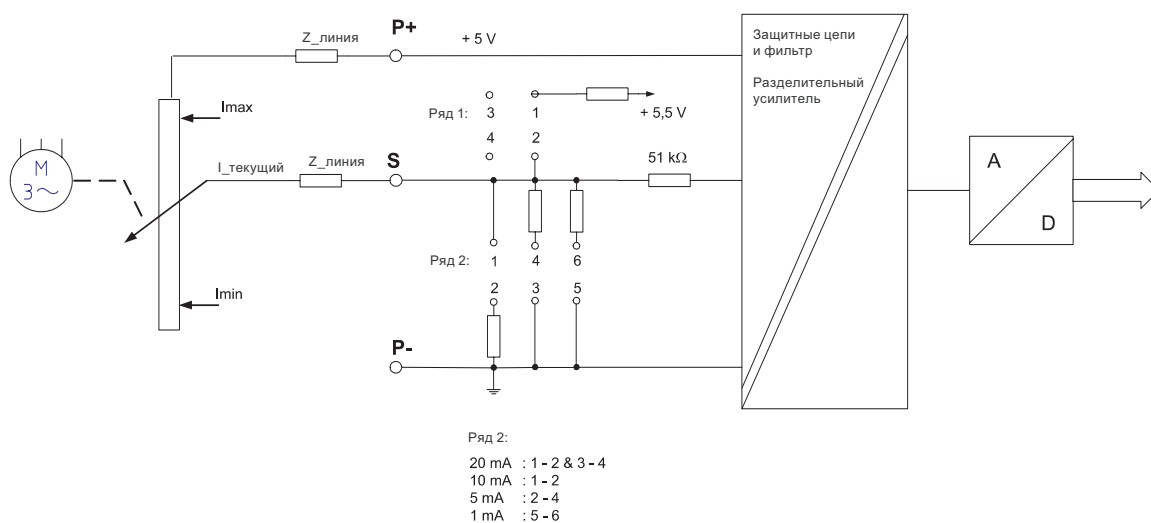 Z_линия
P+
+ 5 V
Защитные цепи
и фильтр
Разделительный
усилитель
Imax
Ряд 1:
3
1
+ 5,5 V
4
2
M
3 ~
I_текущий
Z_линия
S
51 kΩ
A
D
Ряд 2:
1
4
6
2
3
5
Imin
P-
Ряд 2:
20 mA : 1 - 2 & 3 - 4
10 mA : 1 - 2
5 mA : 2 - 4
1 mA : 5 - 6